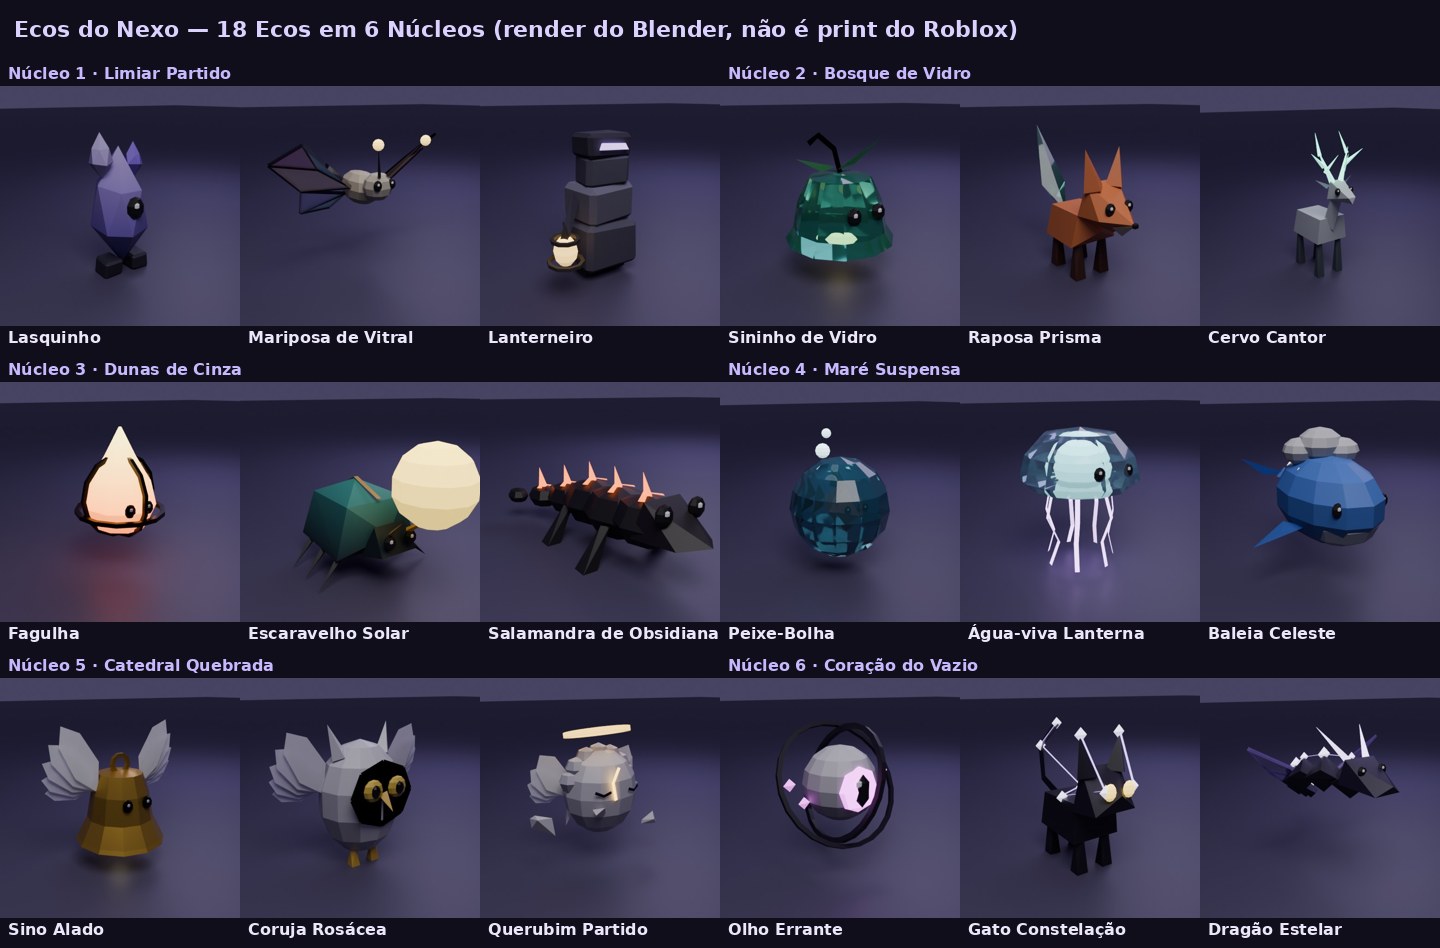 Ecos do Nexo — 18 Ecos em 6 Núcleos (render do Blender, não é print do Roblox)
Núcleo 1 · Limiar Partido
Núcleo 2 · Bosque de Vidro
Lasquinho
Mariposa de Vitral
Lanterneiro
Sininho de Vidro
Raposa Prisma
Cervo Cantor
Núcleo 3 · Dunas de Cinza
Núcleo 4 · Maré Suspensa
Fagulha
Escaravelho Solar
Salamandra de Obsidiana
Peixe-Bolha
Água-viva Lanterna
Baleia Celeste
Núcleo 5 · Catedral Quebrada
Núcleo 6 · Coração do Vazio
Sino Alado
Coruja Rosácea
Querubim Partido
Olho Errante
Gato Constelação
Dragão Estelar